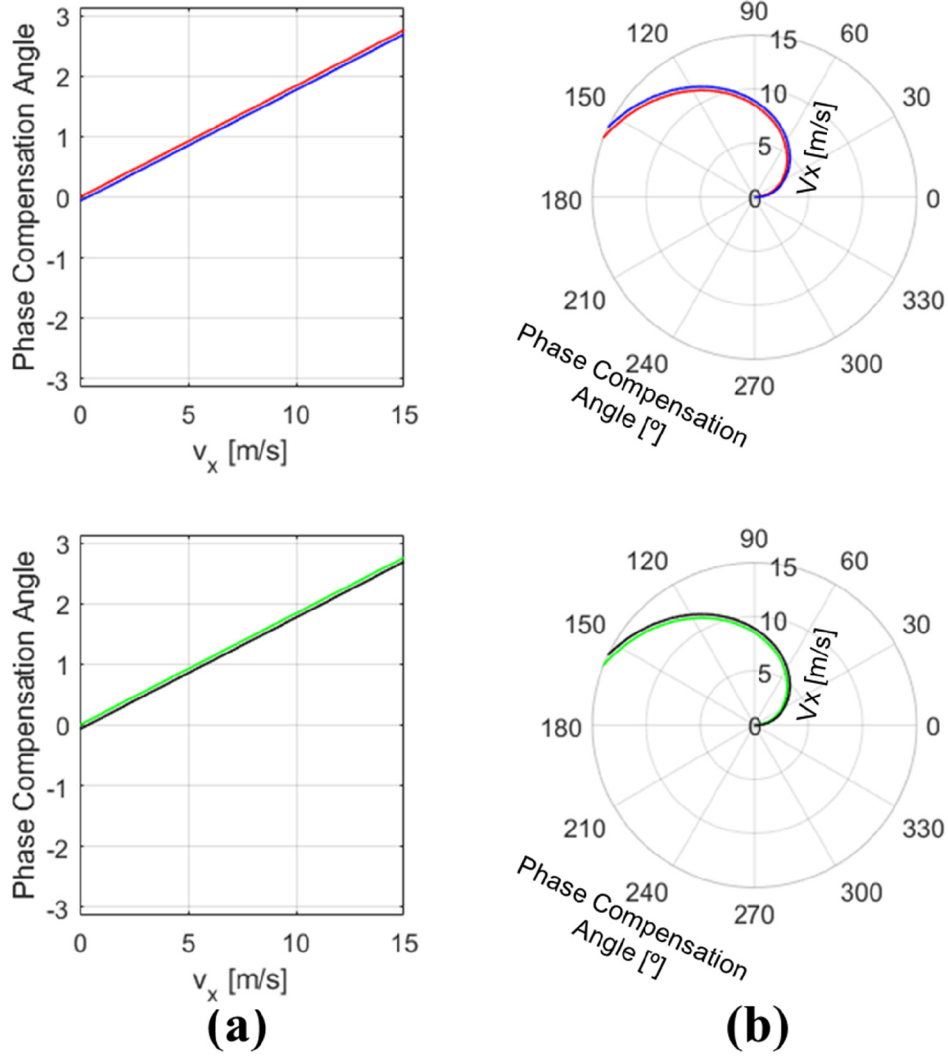 Phase Compensation Angle
3
2
1
0
-1
-2
-3
0 5 10 15
vx [m/s]
90
120 60
15
150 10 30
5
Vx [m/s]
180 0 0
210 330
240 300
270
Phase Compensation
Angle [º]
Phase Compensation Angle
3
2
1
0
-1
-2
-3
0 5 10 15
vx [m/s]
90
120 60
15
150 10 30
5
Vx [m/s]
180 0 0
210 330
240 300
270
Phase Compensation
Angle [º]
(a) (b)